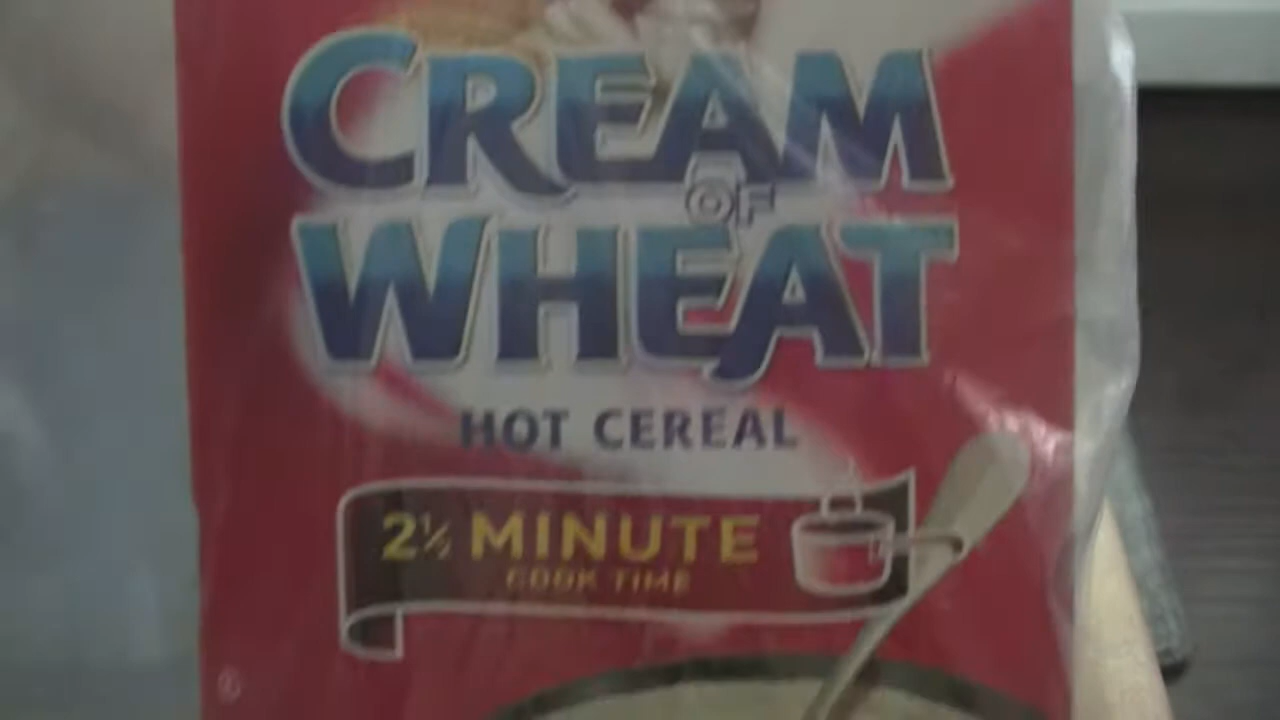 CREAM
OF
WHEAT
HOT CEREAL
2½ MINUTE
COOK TIME